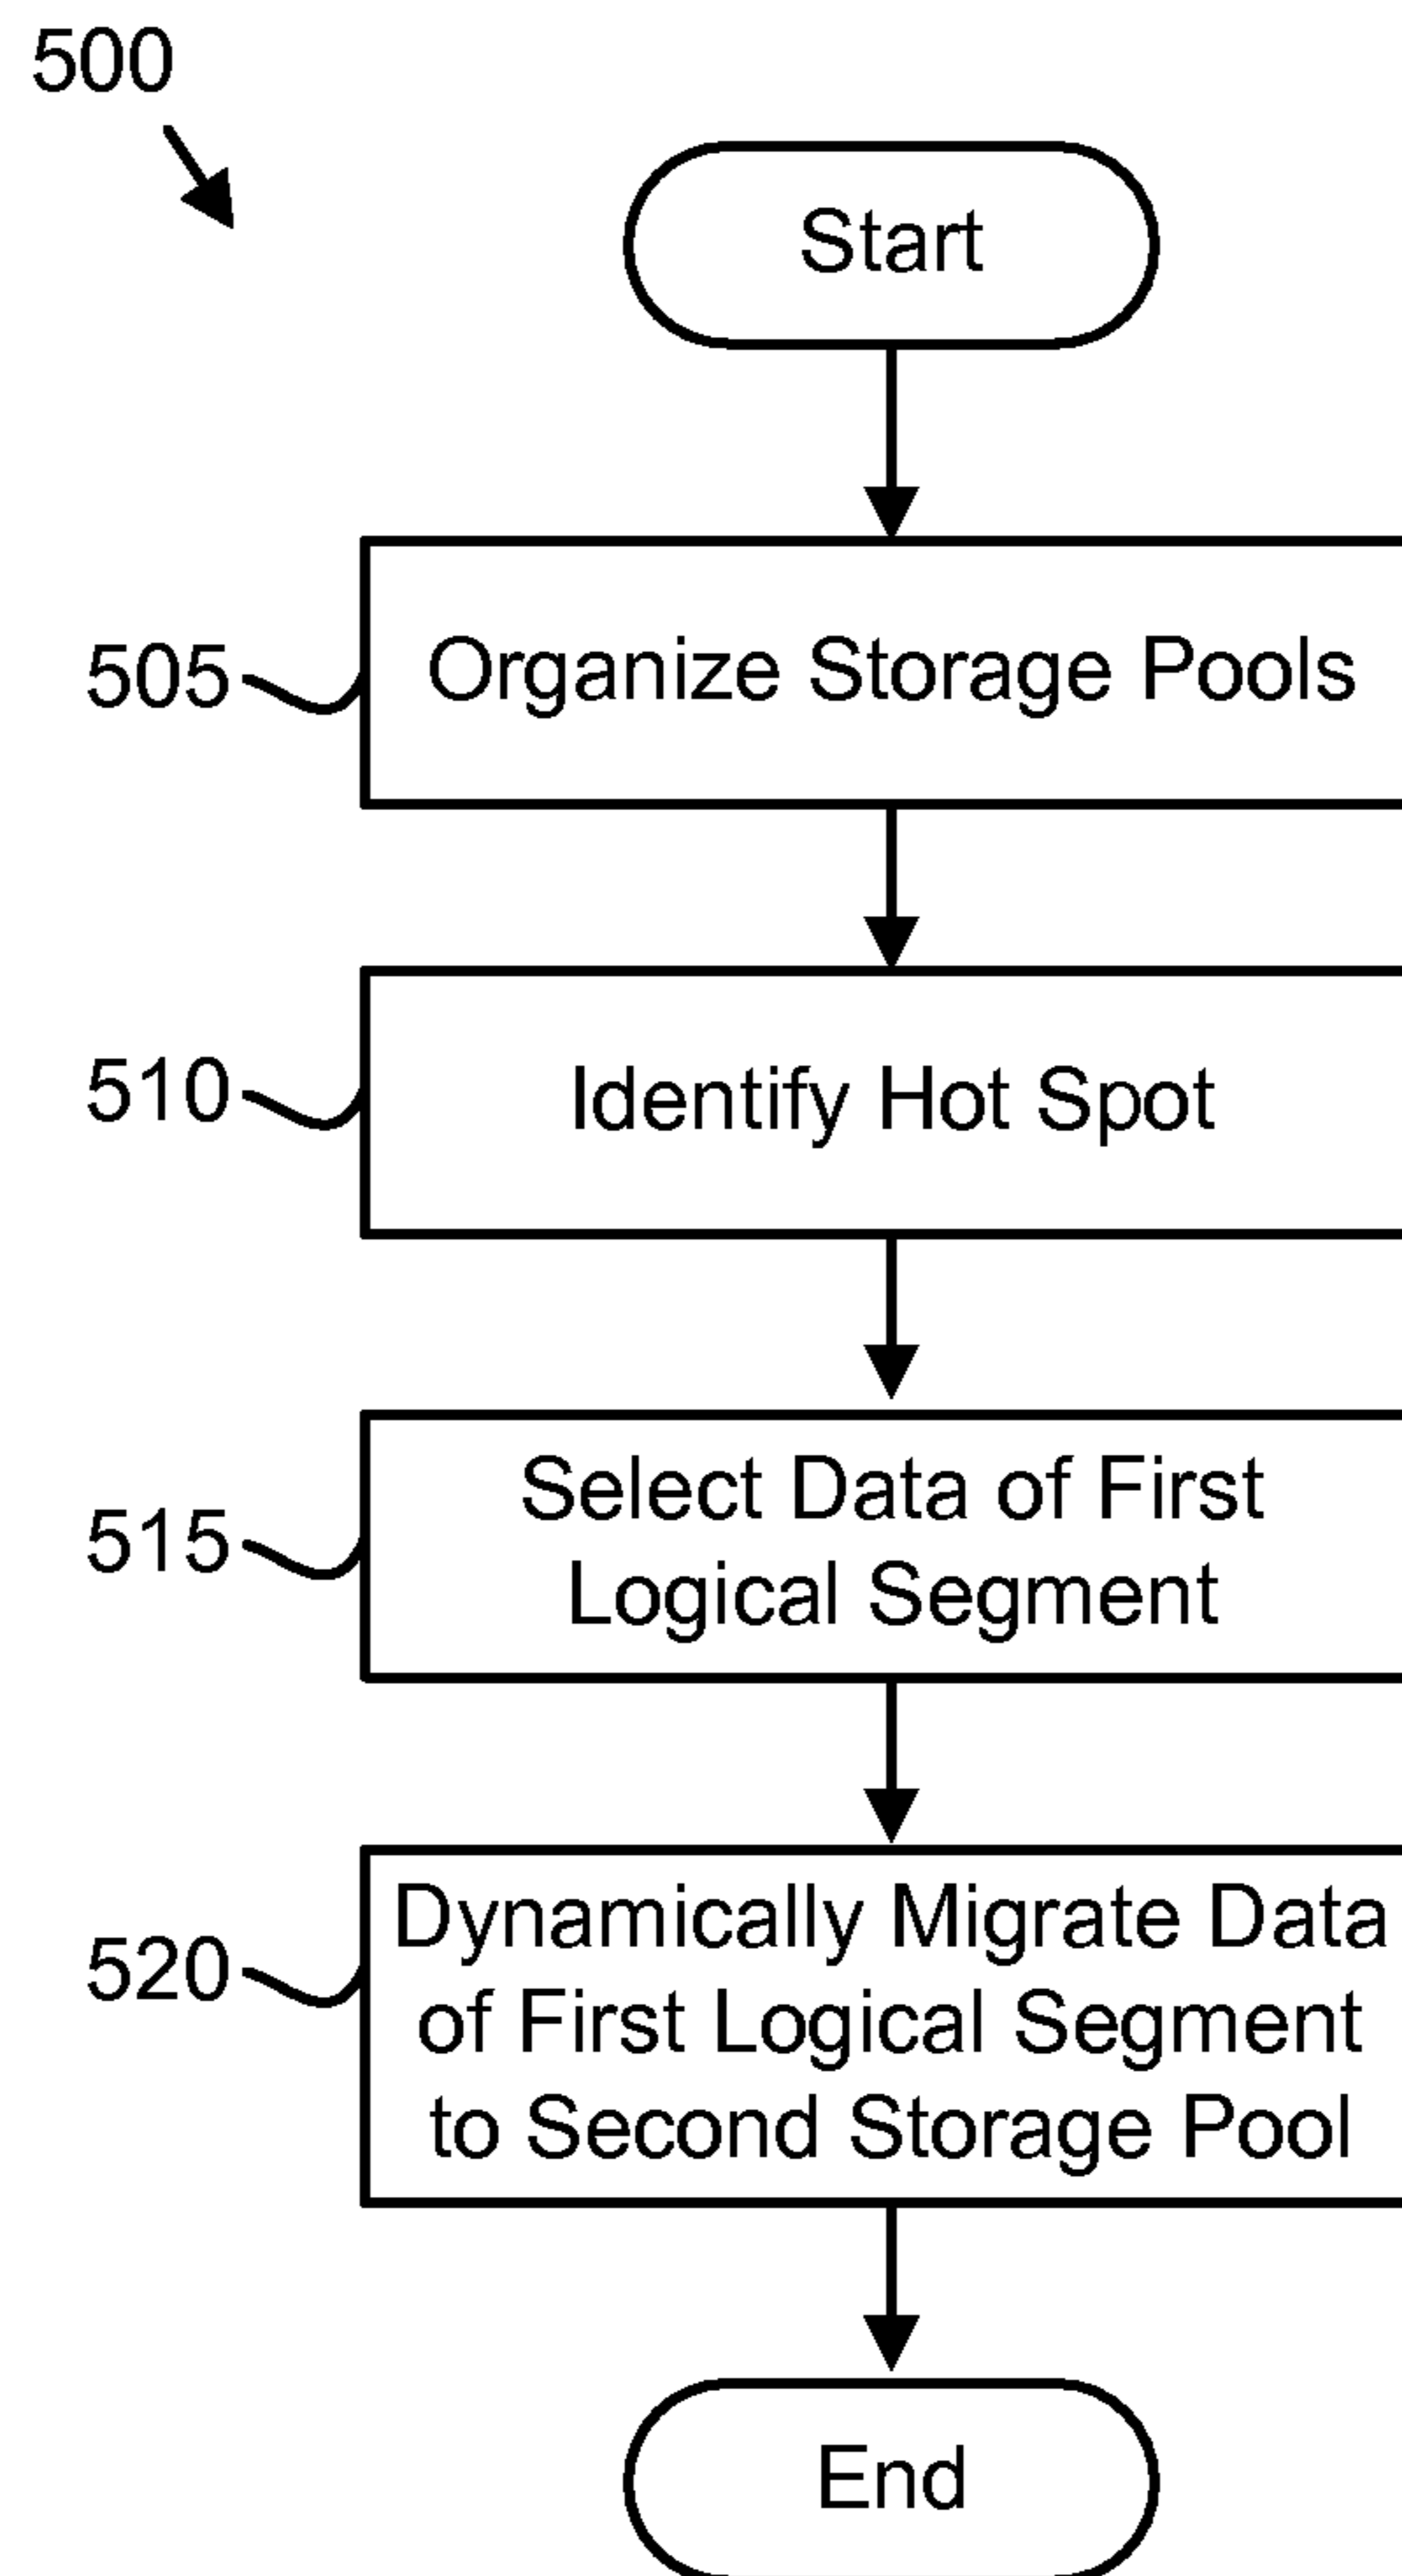 500
Start
505
Organize Storage Pools
510
Identify Hot Spot
515
Select Data of First
Logical Segment
520
Dynamically Migrate Data
of First Logical Segment
to Second Storage Pool
End